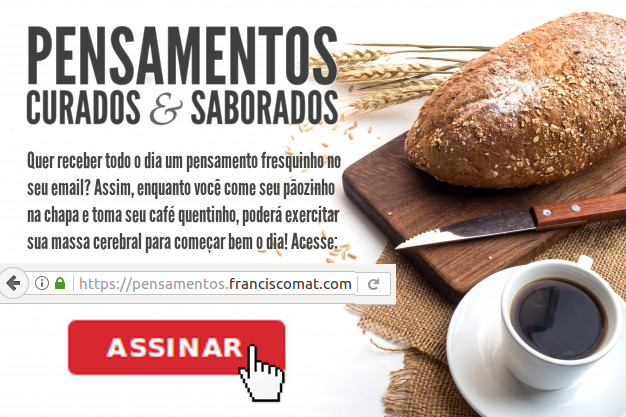 PENSAMENTOS
CURADOS & SABORADOS
Quer receber todo o dia um pensamento fresquinho no
seu email? Assim, enquanto você come seu pãozinho
na chapa e toma seu café quentinho, poderá exercitar
sua massa cerebral para começar bem o dia! Acesse:
https://pensamentos.franciscomat.com
ASSINAR